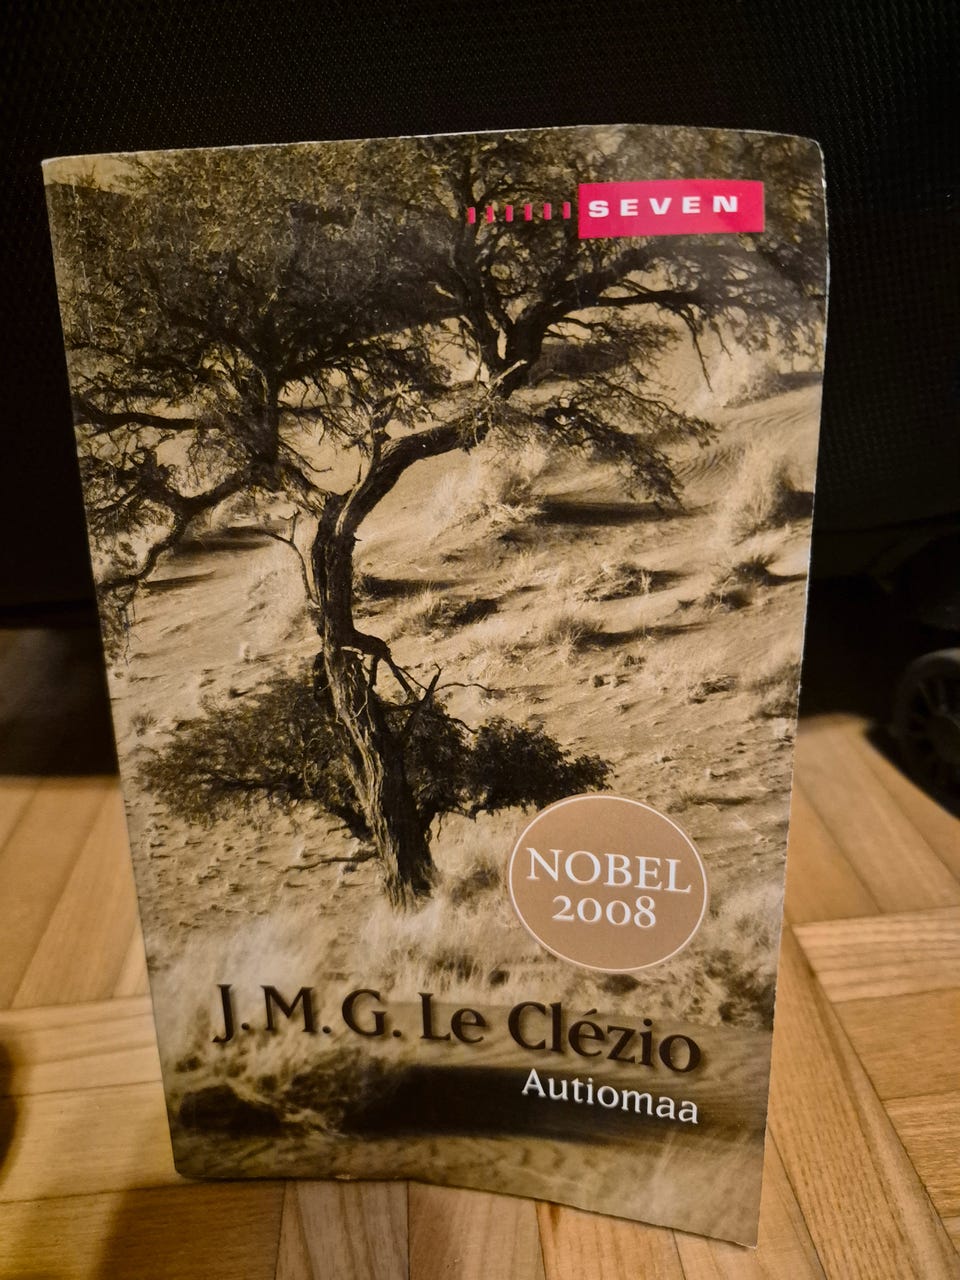 SEVEN
NOBEL
2008
J.M.G. Le Clézio
Autiomaa